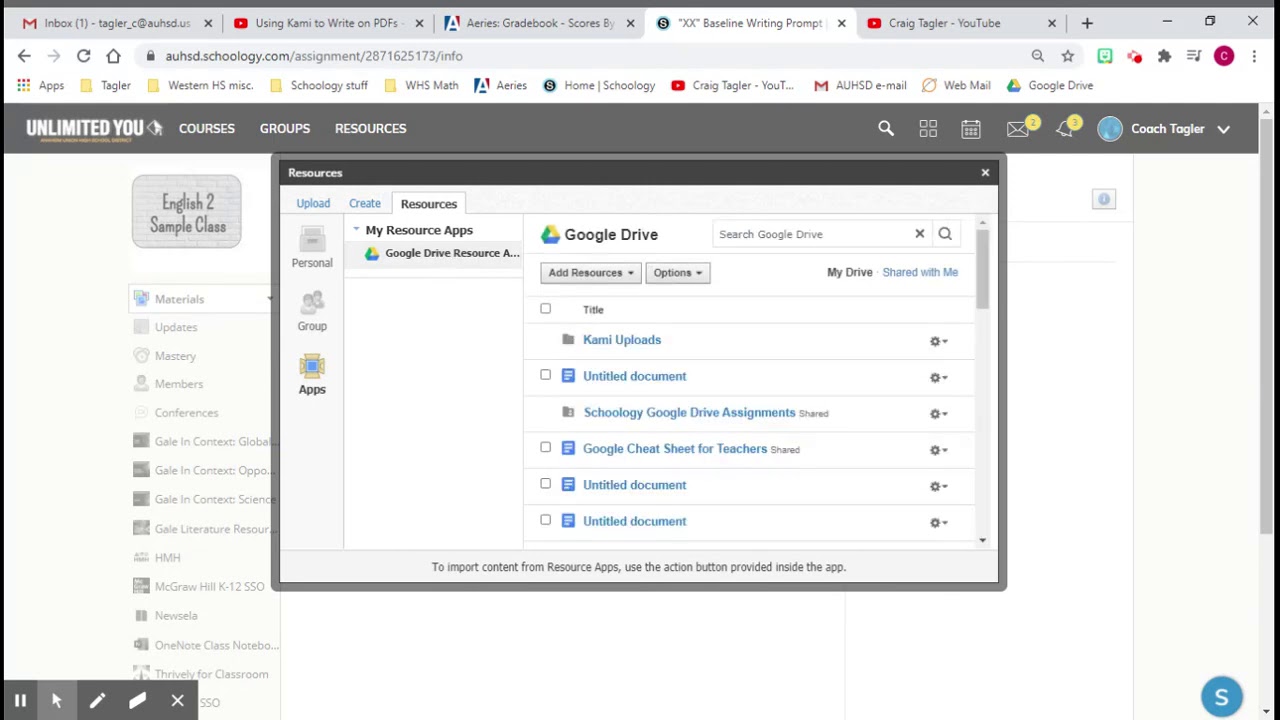 Inbox (1) - tagler_c@auhsd.us
Using Kami to Write on PDFs -
Aeries: Gradebook - Scores By
"XX" Baseline Writing Prompt |
Craig Tagler - YouTube
auhsd.schoology.com/assignment/2871625173/info
C
Apps
Tagler
Western HS misc.
Schoology stuff
WHS Math
Aeries
Home | Schoology
Craig Tagler - YouT...
AUHSD e-mail
Web Mail
Google Drive
UNLIMITED YOU
COURSES
GROUPS
RESOURCES
2
3
Coach Tagler
English 2
Sample Class
Materials
Updates
Mastery
Members
Conferences
Gale In Context: Global...
Gale In Context: Oppo...
Gale In Context: Science
Gale Literature Resour...
HMH
McGraw Hill K-12 SSO
Newsela
OneNote Class Notebo...
Thrively for Classroom
SSO
Resources
Upload
Create
Resources
Personal
Group
Apps
My Resource Apps
Google Drive Resource A...
Google Drive
Search Google Drive
Add Resources
Options
My Drive · Shared with Me
Title
Kami Uploads
Untitled document
Schoology Google Drive Assignments Shared
Google Cheat Sheet for Teachers Shared
Untitled document
Untitled document
To import content from Resource Apps, use the action button provided inside the app.
S